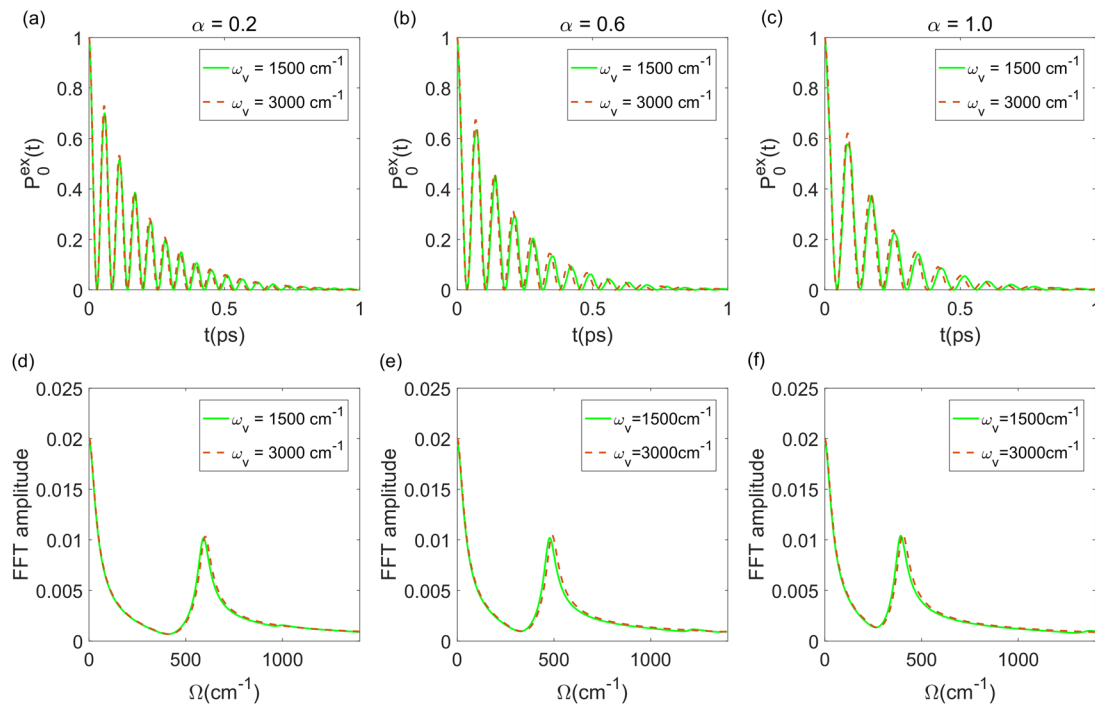 (a) α = 0.2
1
0.8
0.6
0.4
0.2
0
P₀ᵉˣ(t)
ωᵥ = 1500 cm⁻¹
ωᵥ = 3000 cm⁻¹
0 0.5 1
t(ps)
(b) α = 0.6
1
0.8
0.6
0.4
0.2
0
P₀ᵉˣ(t)
ωᵥ = 1500 cm⁻¹
ωᵥ = 3000 cm⁻¹
0 0.5 1
t(ps)
(c) α = 1.0
1
0.8
0.6
0.4
0.2
0
P₀ᵉˣ(t)
ωᵥ = 1500 cm⁻¹
ωᵥ = 3000 cm⁻¹
0 0.5 1
t(ps)
(d)
0.025
0.02
0.015
0.01
0.005
0
FFT amplitude
ωᵥ = 1500 cm⁻¹
ωᵥ = 3000 cm⁻¹
0 500 1000
Ω(cm⁻¹)
(e)
0.025
0.02
0.015
0.01
0.005
0
FFT amplitude
ωᵥ=1500cm⁻¹
ωᵥ=3000cm⁻¹
0 500 1000
Ω(cm⁻¹)
(f)
0.025
0.02
0.015
0.01
0.005
0
FFT amplitude
ωᵥ=1500cm⁻¹
ωᵥ=3000cm⁻¹
0 500 1000
Ω(cm⁻¹)